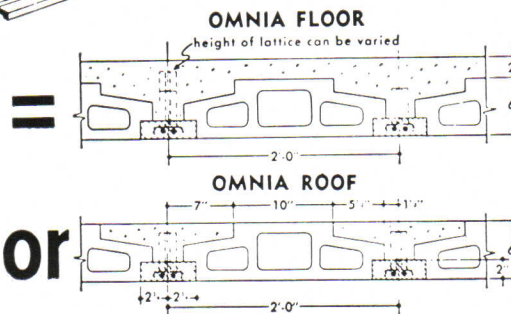 OMNIA FLOOR
height of lattice can be varied
=
2'-0"
OMNIA ROOF
7" 10"
or
2'-0"